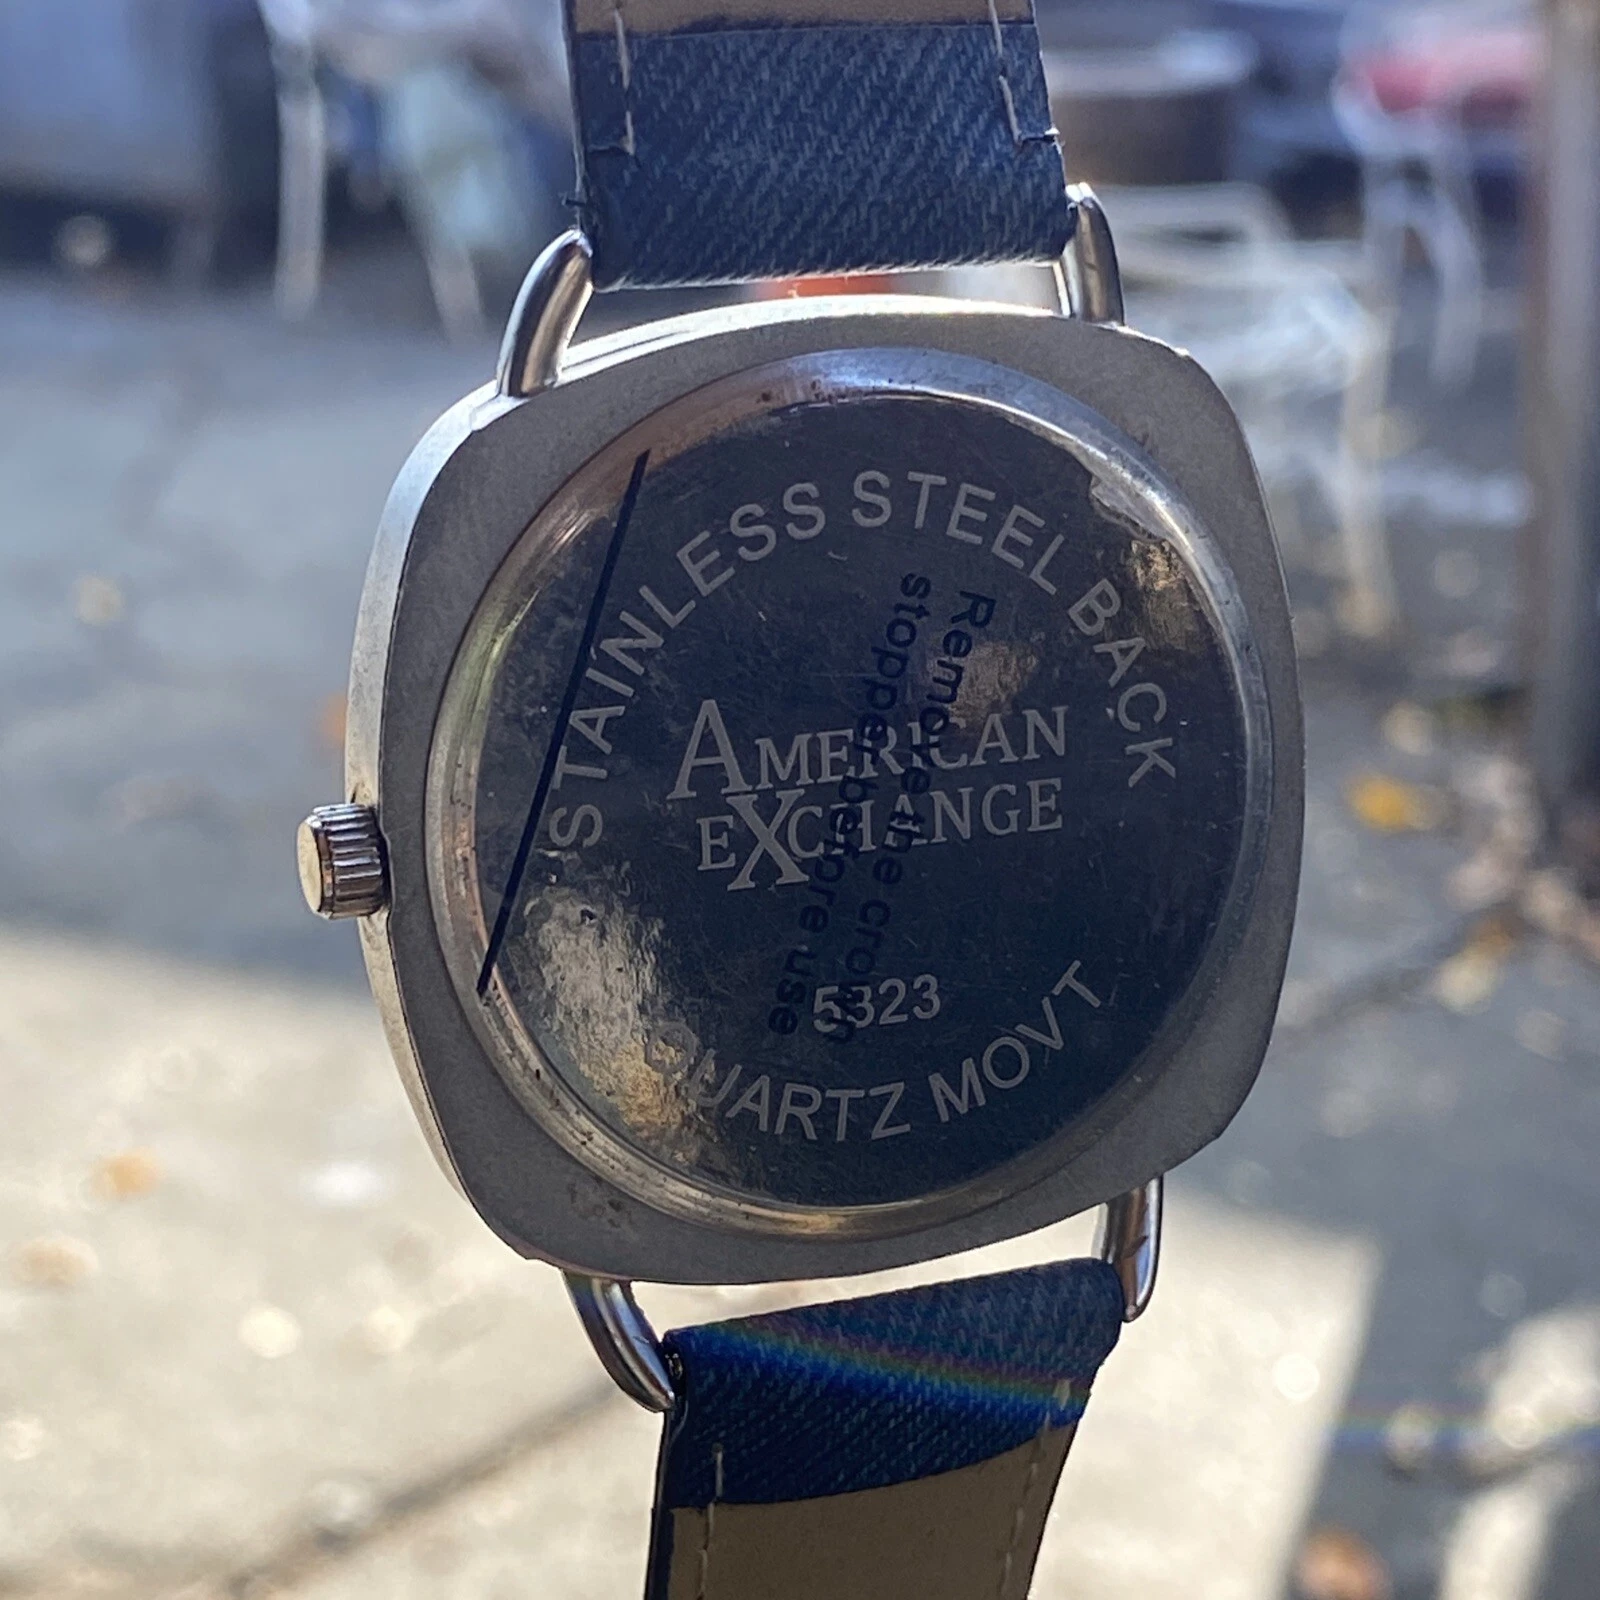 STAINLESS STEEL BACK
AMERICAN
EXCHANGE
5323
QUARTZ MOVT
Remove the crown
stopper before use